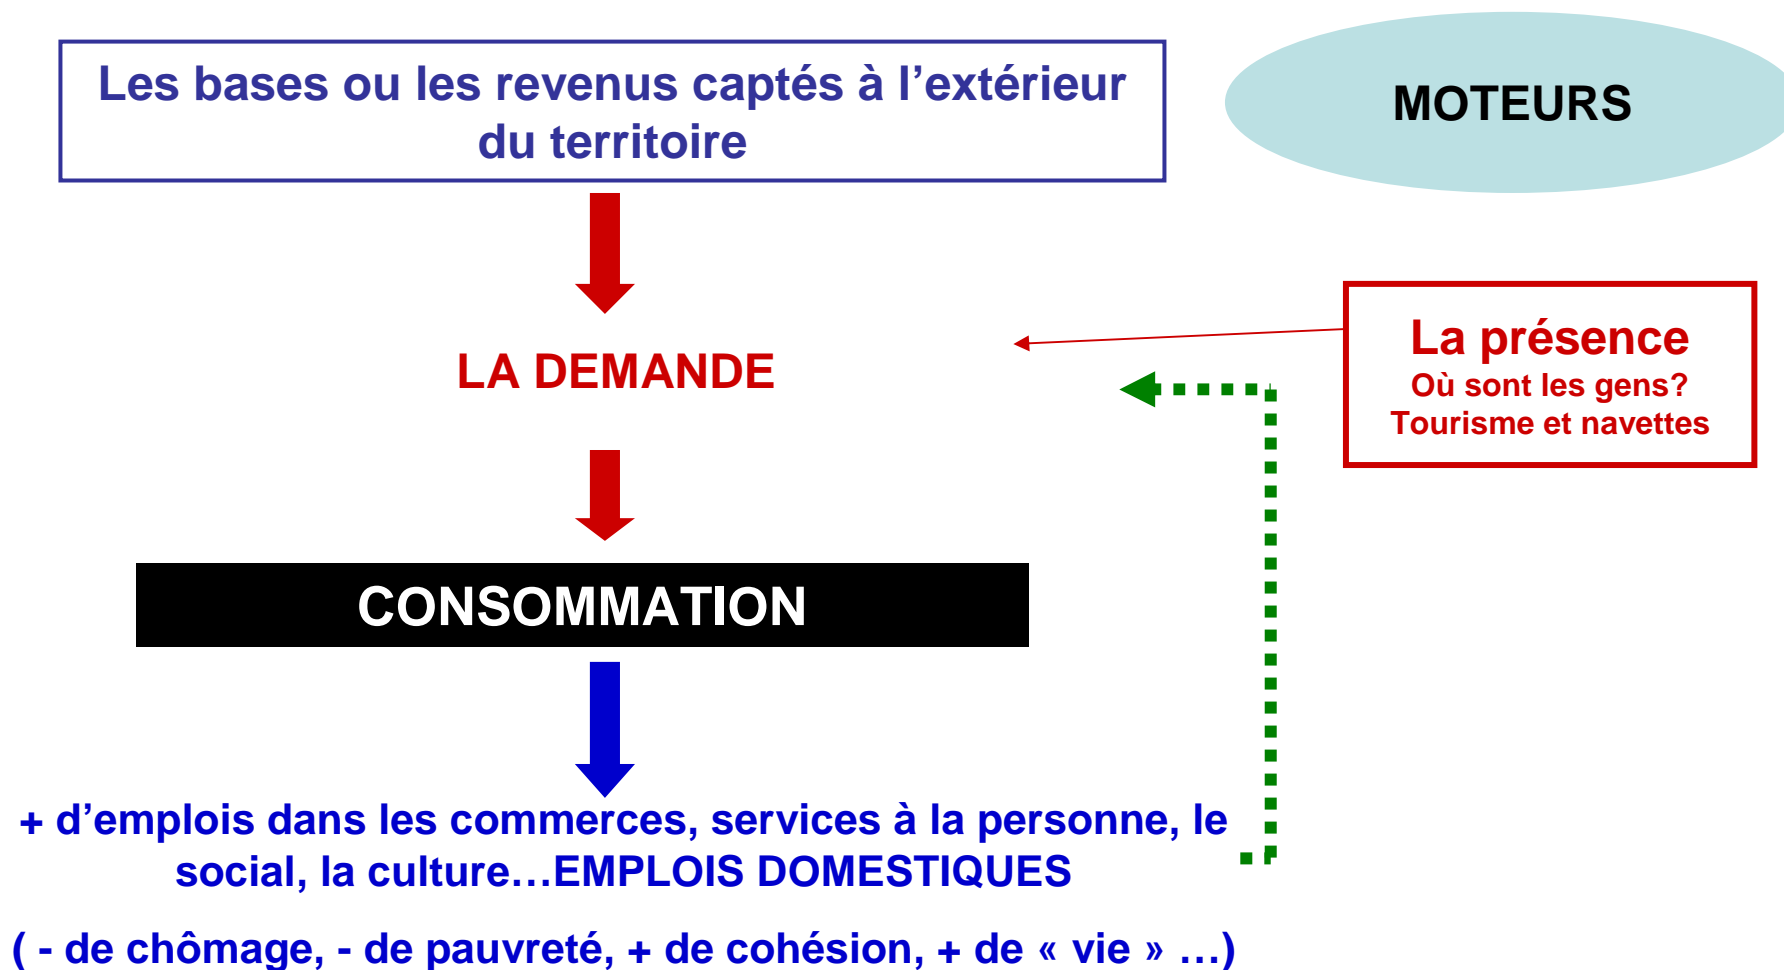 Les bases ou les revenus captés à l’extérieur
du territoire
MOTEURS
La présence
Où sont les gens?
Tourisme et navettes
LA DEMANDE
CONSOMMATION
+ d’emplois dans les commerces, services à la personne, le
social, la culture…EMPLOIS DOMESTIQUES
( - de chômage, - de pauvreté, + de cohésion, + de « vie » …)